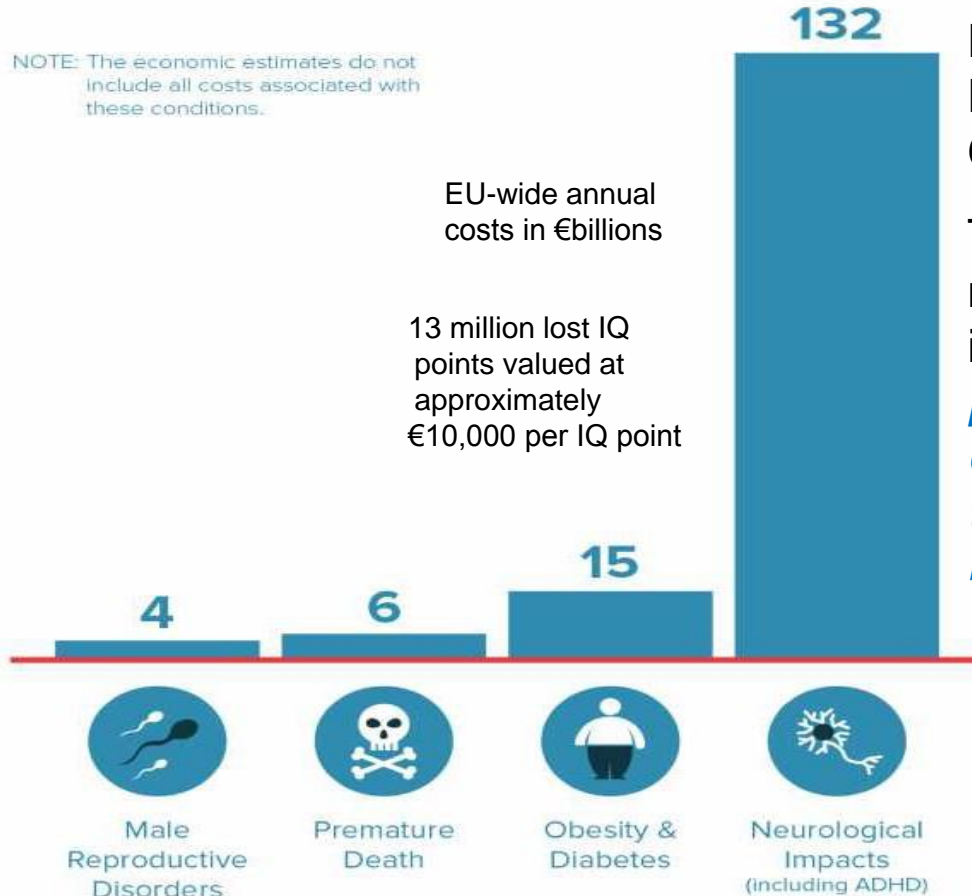 132
NOTE: The economic estimates do not
include all costs associated with
these conditions.
EU-wide annual
costs in €billions
13 million lost IQ
points valued at
approximately
€10,000 per IQ point
15
6
4
Male
Reproductive
Disorders
Premature
Death
Obesity &
Diabetes
Neurological
Impacts
(including ADHD)